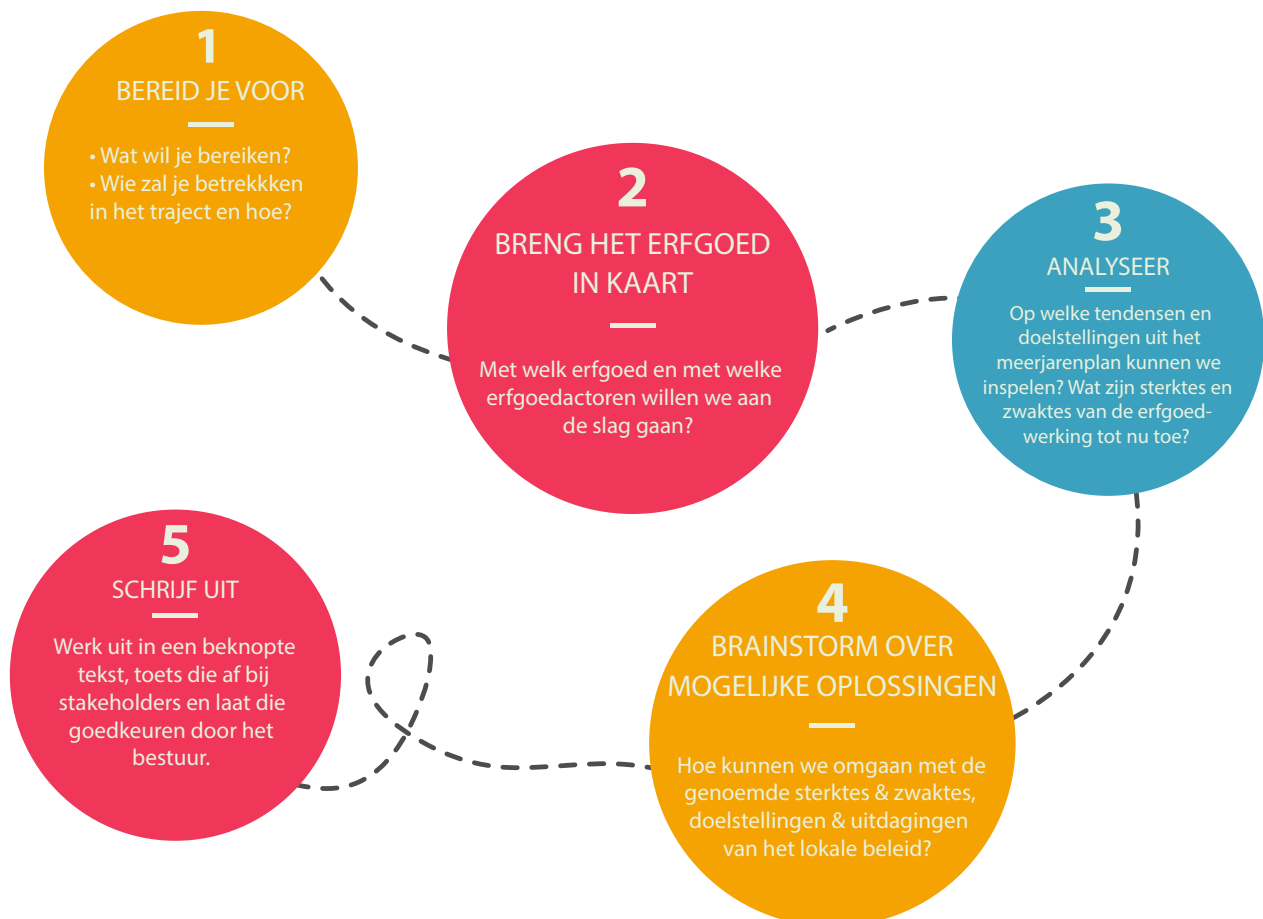 1
BEREID JE VOOR
• Wat wil je bereiken?
• Wie zal je betrekkken
in het traject en hoe?
2
BRENG HET ERFGOED
IN KAART
Met welk erfgoed en met welke
erfgoedactoren willen we aan
de slag gaan?
3
ANALYSEER
Op welke tendensen en
doelstellingen uit het
meerjarenplan kunnen we
inspelen? Wat zijn sterktes en
zwaktes van de erfgoed-
werking tot nu toe?
4
BRAINSTORM OVER
MOGELIJKE OPLOSSINGEN
Hoe kunnen we omgaan met de
genoemde sterktes & zwaktes,
doelstellingen & uitdagingen
van het lokale beleid?
5
SCHRIJF UIT
Werk uit in een beknopte
tekst, toets die af bij
stakeholders en laat die
goedkeuren door het
bestuur.